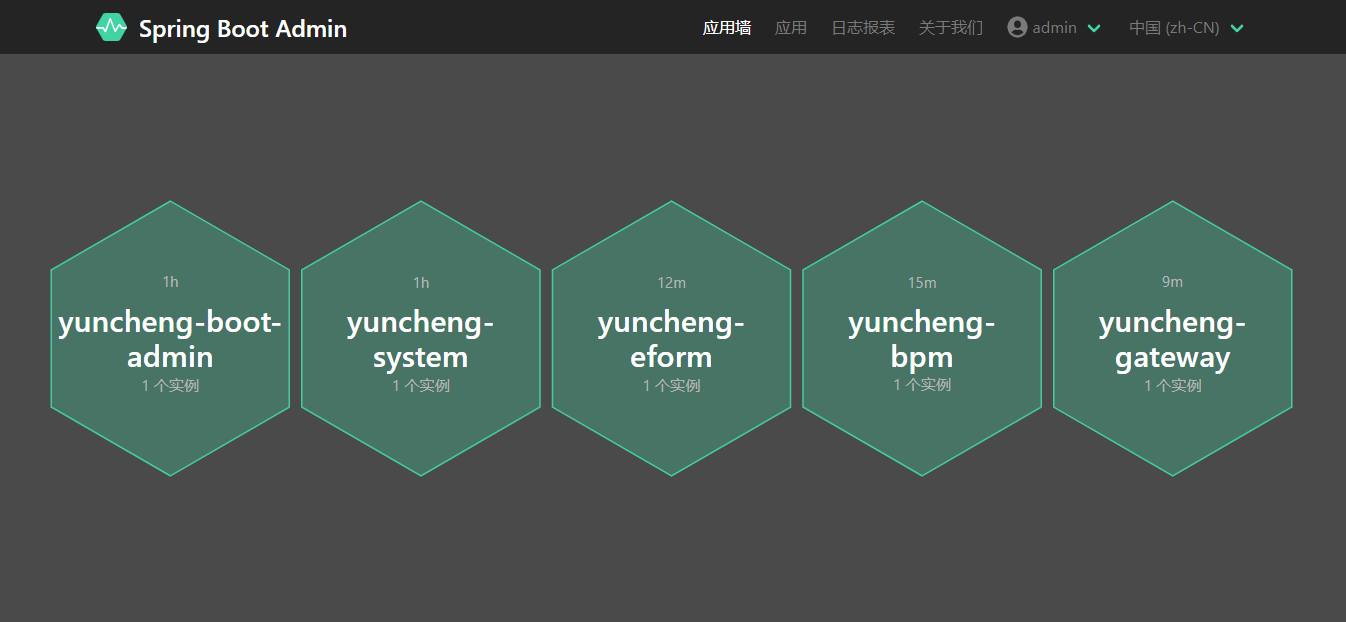 Spring Boot Admin 应用墙 应用 日志报表 关于我们 admin 中国 (zh-CN)
1h
yuncheng-boot-
admin
1 个实例
1h
yuncheng-
system
1 个实例
12m
yuncheng-
eform
1 个实例
15m
yuncheng-
bpm
1 个实例
9m
yuncheng-
gateway
1 个实例